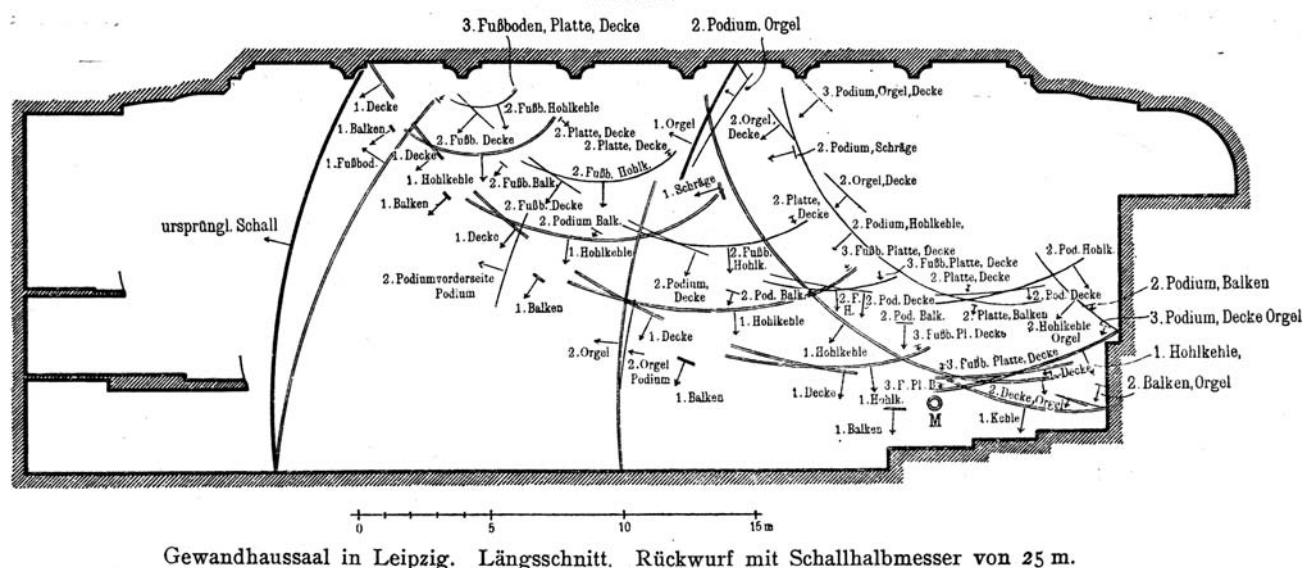 3. Fußboden, Platte, Decke
2. Podium, Orgel
1. Decke
2. Fußb. Hohlkehle
3. Podium, Orgel, Decke
1. Balken
2. Fußb. Decke
2. Platte, Decke
1. Orgel
2. Orgel,
Decke
2. Platte, Decke
1. Fußbod.
1. Decke
2. Podium, Schräge
1. Hohlkehle
2. Fußb. Balk.
2. Fußb. Hohlk.
2. Orgel, Decke
1. Schräge
1. Balken
2. Fußb. Decke
2. Platte,
Decke
ursprüngl. Schall
2. Podium Balk.
2. Podium, Hohlkehle,
1. Decke
1. Hohlkehle
2. Fußb.
Hohlk.
3. Fußb. Platte, Decke
2. Pod. Hohlk.
3. Fußb. Platte, Decke
2. Podiumvorderseite
Podium
2. Platte, Decke
2. Podium, Balken
2. Podium,
Decke
1. Balken
2. Pod. Balk.
2. F.
H.
2. Pod. Decke
2. Pod. Decke
2. Platte, Balken
3. Podium, Decke Orgel
1. Hohlkehle
2. Pod. Balk.
2. Hohlkehle
Orgel
1. Decke
3. Fußb. Pl. Decke
2. Orgel
2. Orgel
Podium
1. Hohlkehle
3. Fußb. Platte, Decke
1. Hohlkehle,
1. Decke
1. Balken
1. Decke
3. F. Pl. D.
2. Balken, Orgel
1. Hohlk.
2. Decke, Orgel
M
1. Kehle
1. Balken
0 5 10 15 m
Gewandhaussaal in Leipzig. Längsschnitt. Rückwurf mit Schallhalbmesser von 25 m.